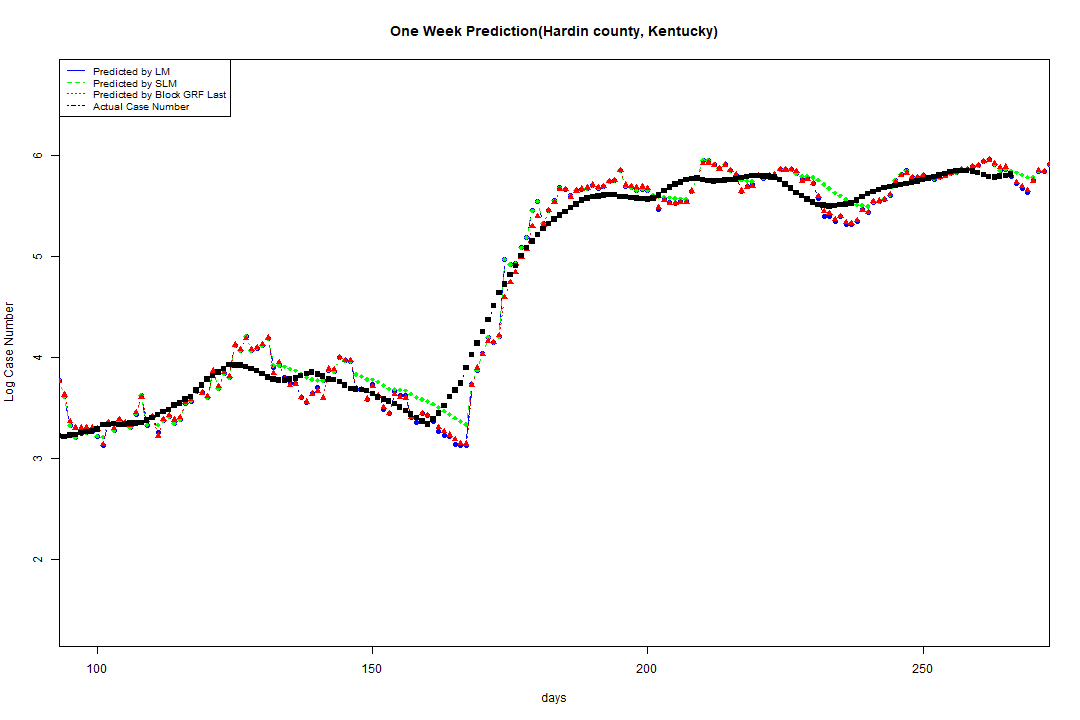 One Week Prediction(Hardin county, Kentucky)
Predicted by LM
Predicted by SLM
Predicted by Block GRF Last
Actual Case Number
6
5
4
3
2
Log Case Number
100
150
200
250
days